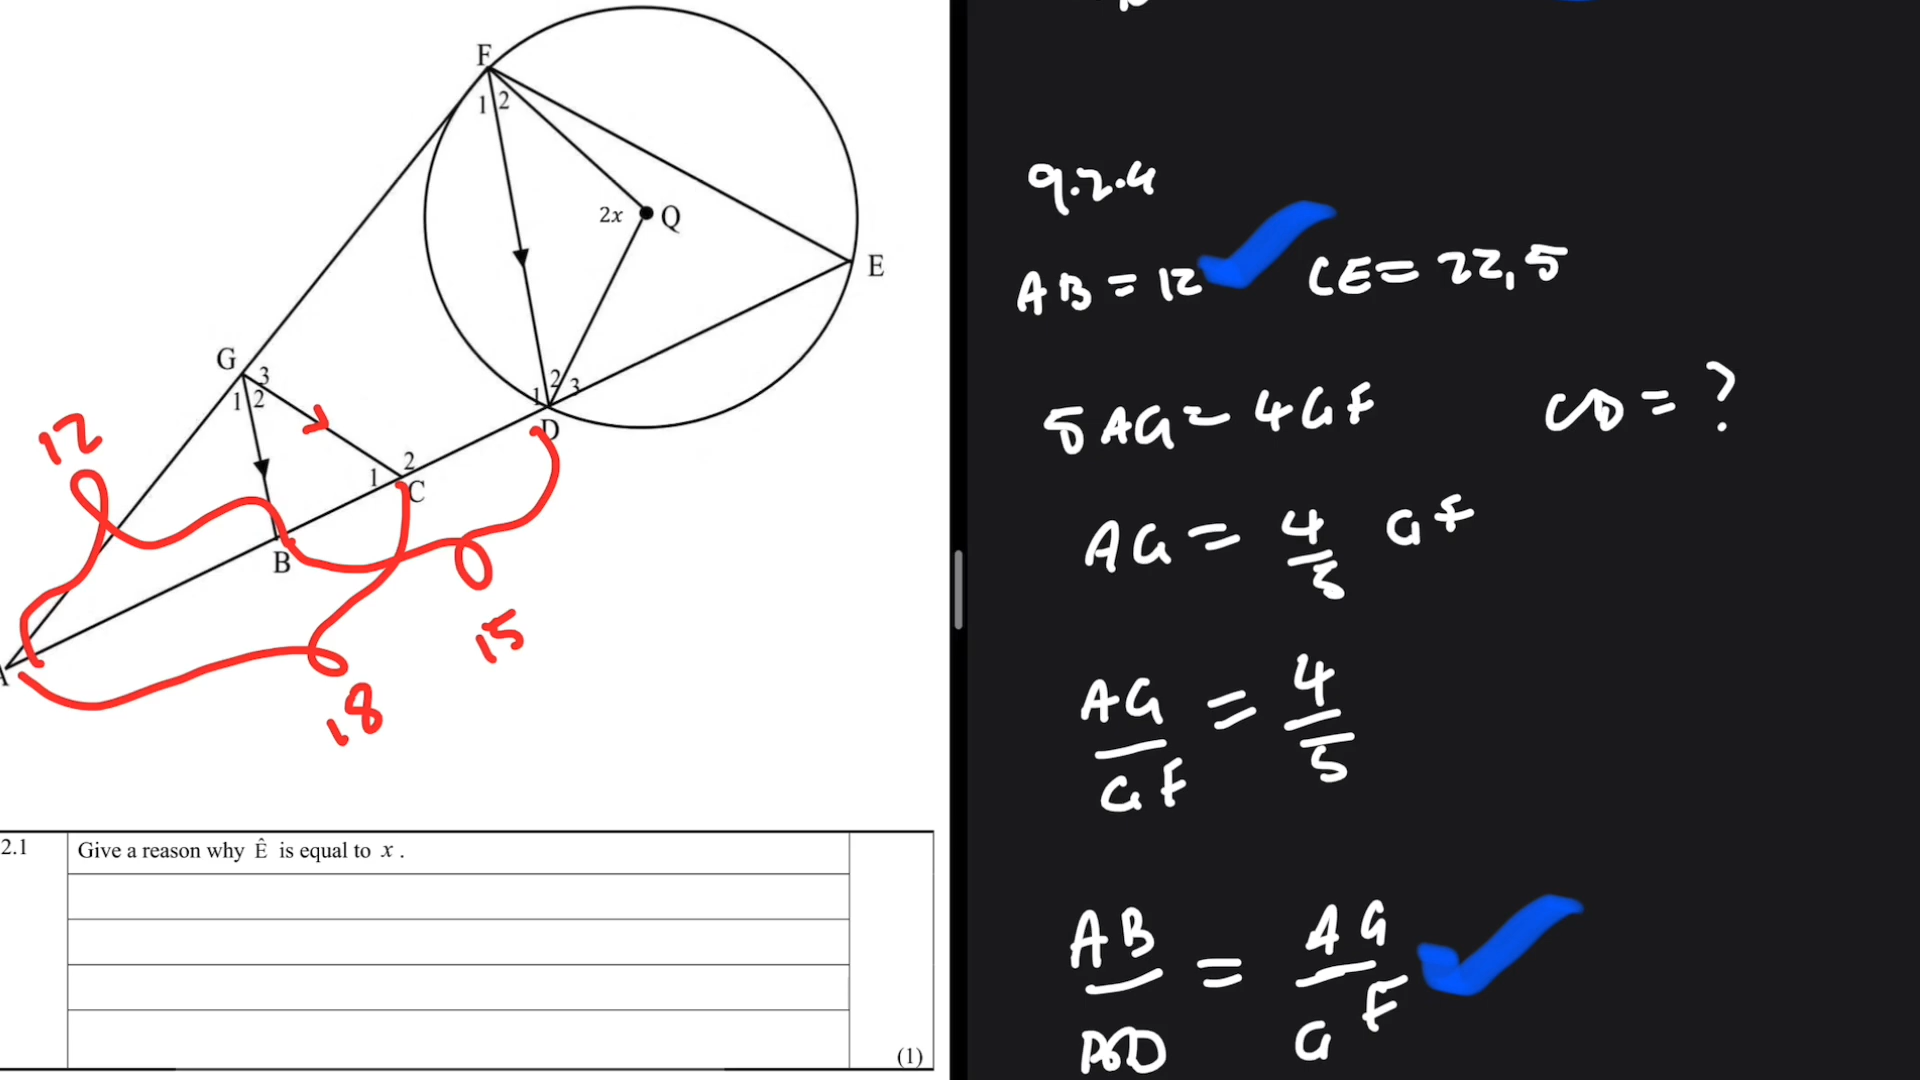 F
1 2
2x Q
E
G
3
1 2
12
2
1 C
2
1 3
D
B
15
A
18
2.1 Give a reason why Ê is equal to x .
(1)
9.2.4
AB = 12 CE = 22,5
5AG = 4GF CD = ?
AG = 4/5 GF
AG/GF = 4/5
AB/BD = AG/GF